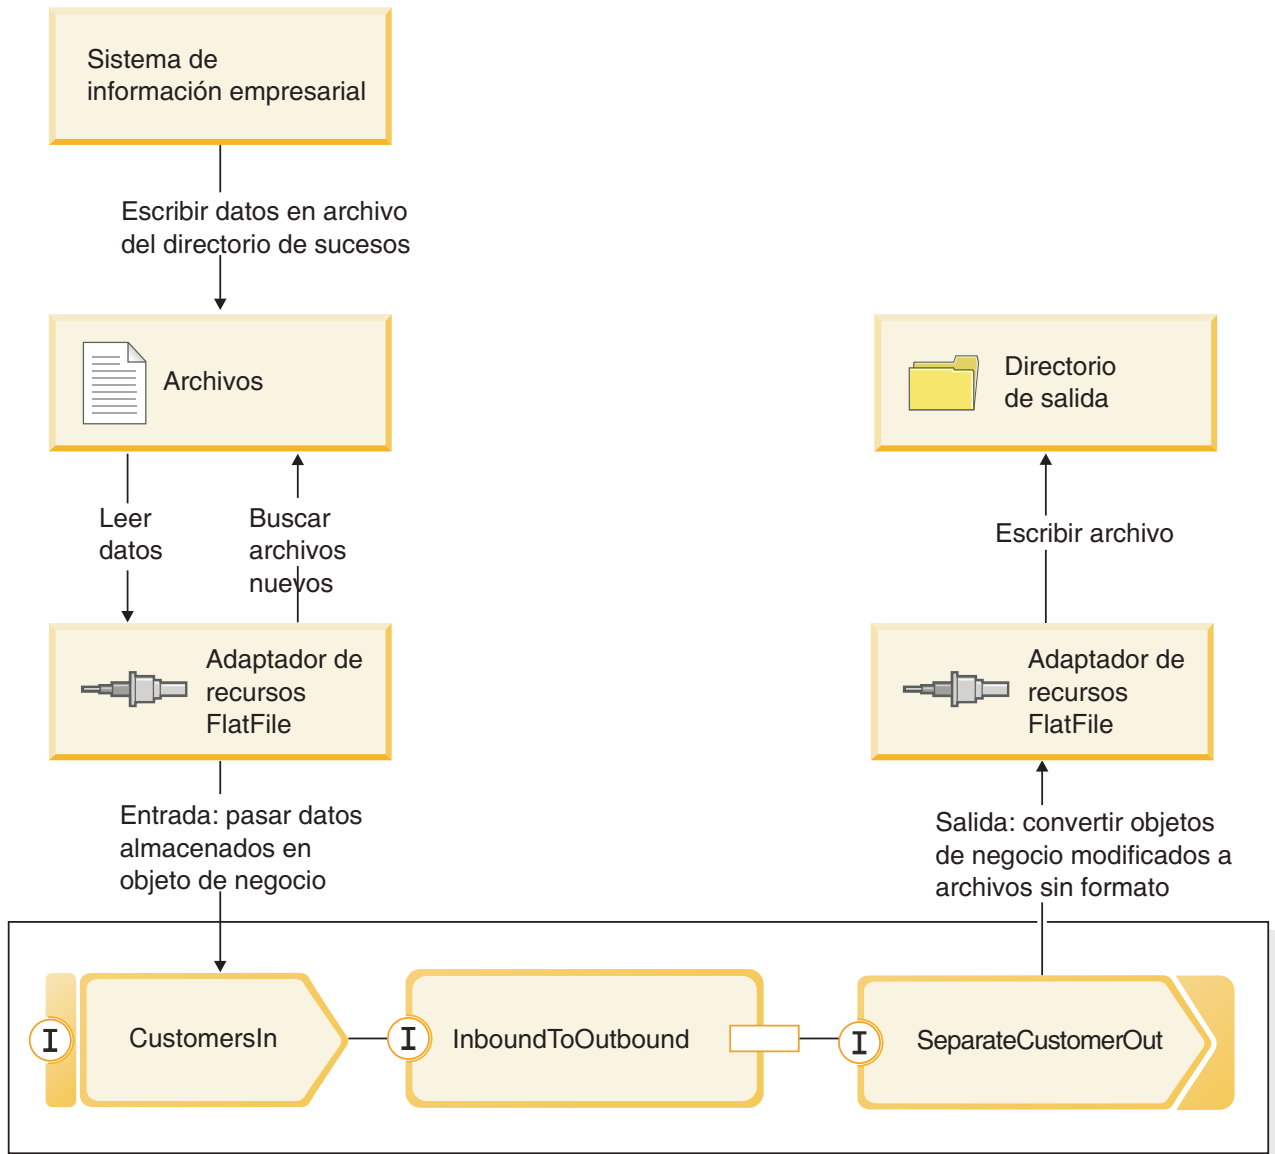 Sistema de
información empresarial
Escribir datos en archivo
del directorio de sucesos
Archivos
Directorio
de salida
Leer
datos
Buscar
archivos
nuevos
Escribir archivo
Adaptador de
recursos
FlatFile
Adaptador de
recursos
FlatFile
Entrada: pasar datos
almacenados en
objeto de negocio
Salida: convertir objetos
de negocio modificados a
archivos sin formato
I
CustomersIn
I
InboundToOutbound
I
SeparateCustomerOut